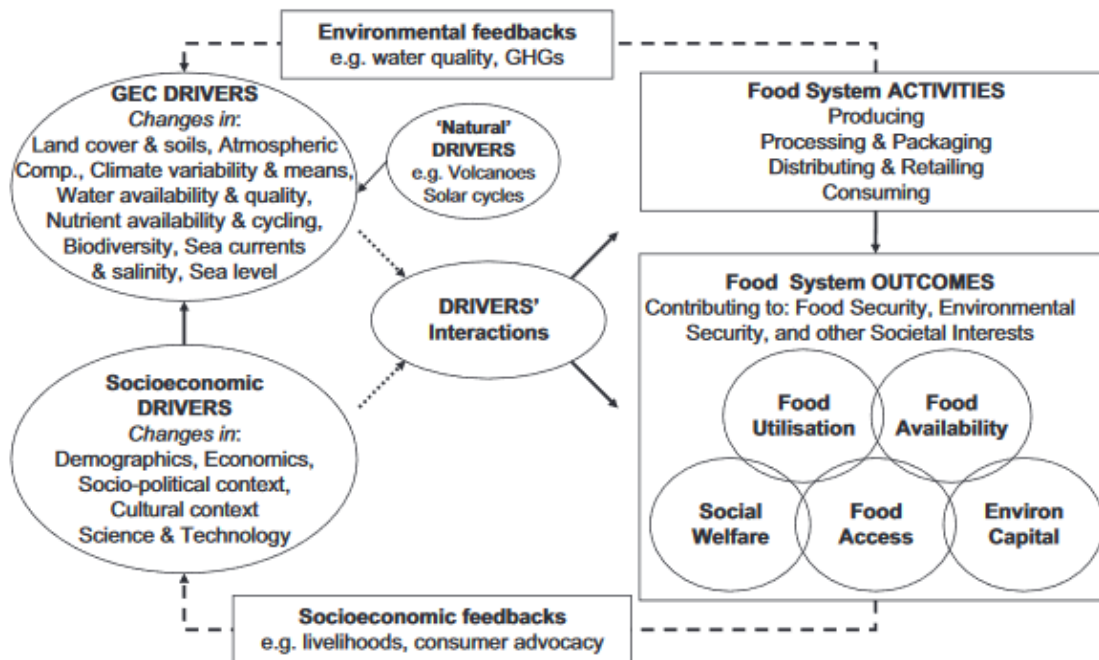 Environmental feedbacks
e.g. water quality, GHGs
GEC DRIVERS
Changes in:
Land cover & soils, Atmospheric
Comp., Climate variability & means,
Water availability & quality,
Nutrient availability & cycling,
Biodiversity, Sea currents
& salinity, Sea level
'Natural'
DRIVERS
e.g. Volcanoes
Solar cycles
Food System ACTIVITIES
Producing
Processing & Packaging
Distributing & Retailing
Consuming
DRIVERS'
Interactions
Socioeconomic
DRIVERS
Changes in:
Demographics, Economics,
Socio-political context,
Cultural context
Science & Technology
Food System OUTCOMES
Contributing to: Food Security, Environmental
Security, and other Societal Interests
Food
Utilisation
Food
Availability
Social
Welfare
Food
Access
Environ
Capital
Socioeconomic feedbacks
e.g. livelihoods, consumer advocacy